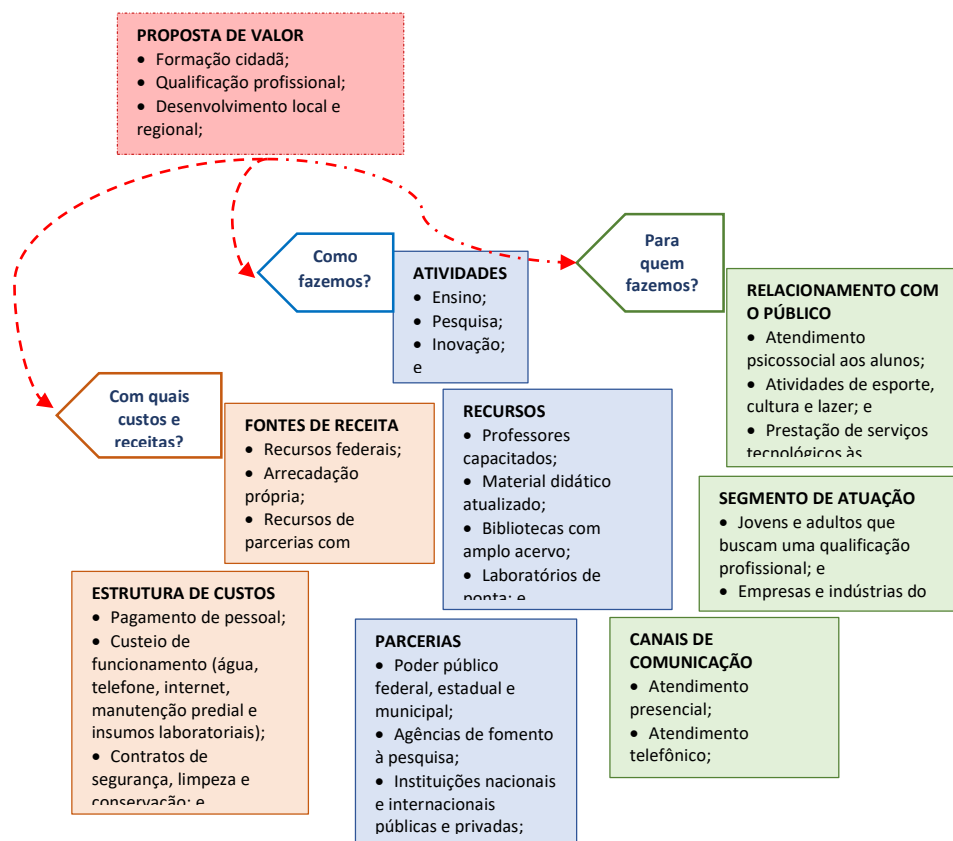 PROPOSTA DE VALOR
• Formação cidadã;
• Qualificação profissional;
• Desenvolvimento local e
regional;
Como
fazemos?
ATIVIDADES
• Ensino;
• Pesquisa;
• Inovação;
e
Para
quem
fazemos?
RELACIONAMENTO COM
O PÚBLICO
• Atendimento
psicossocial aos alunos;
• Atividades de esporte,
cultura e lazer; e
• Prestação de serviços
tecnológicos às
Com quais
custos e
receitas?
FONTES DE RECEITA
• Recursos federais;
• Arrecadação
própria;
• Recursos de
parcerias com
RECURSOS
• Professores
capacitados;
• Material didático
atualizado;
• Bibliotecas com
amplo acervo;
• Laboratórios de
ponta; e
SEGMENTO DE ATUAÇÃO
• Jovens e adultos que
buscam uma qualificação
profissional; e
• Empresas e indústrias do
ESTRUTURA DE CUSTOS
• Pagamento de pessoal;
• Custeio de
funcionamento (água,
telefone, internet,
manutenção predial e
insumos laboratoriais);
• Contratos de
segurança, limpeza e
conservação; e
PARCERIAS
• Poder público
federal, estadual e
municipal;
• Agências de fomento
à pesquisa;
• Instituições nacionais
e internacionais
públicas e privadas;
CANAIS DE
COMUNICAÇÃO
• Atendimento
presencial;
• Atendimento
telefônico;